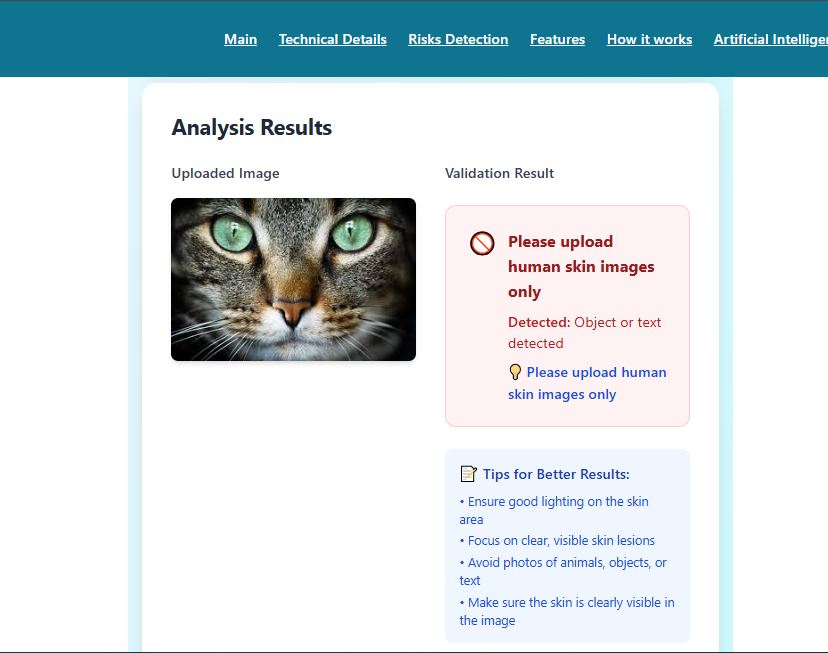 Main Technical Details Risks Detection Features How it works Artificial
Analysis Results
Uploaded Image
Validation Result
Please upload
human skin images
only
Detected: Object or text
detected
Please upload human
skin images only
Tips for Better Results:
• Ensure good lighting on the skin
area
• Focus on clear, visible skin lesions
• Avoid photos of animals, objects, or
text
• Make sure the skin is clearly visible in
the image